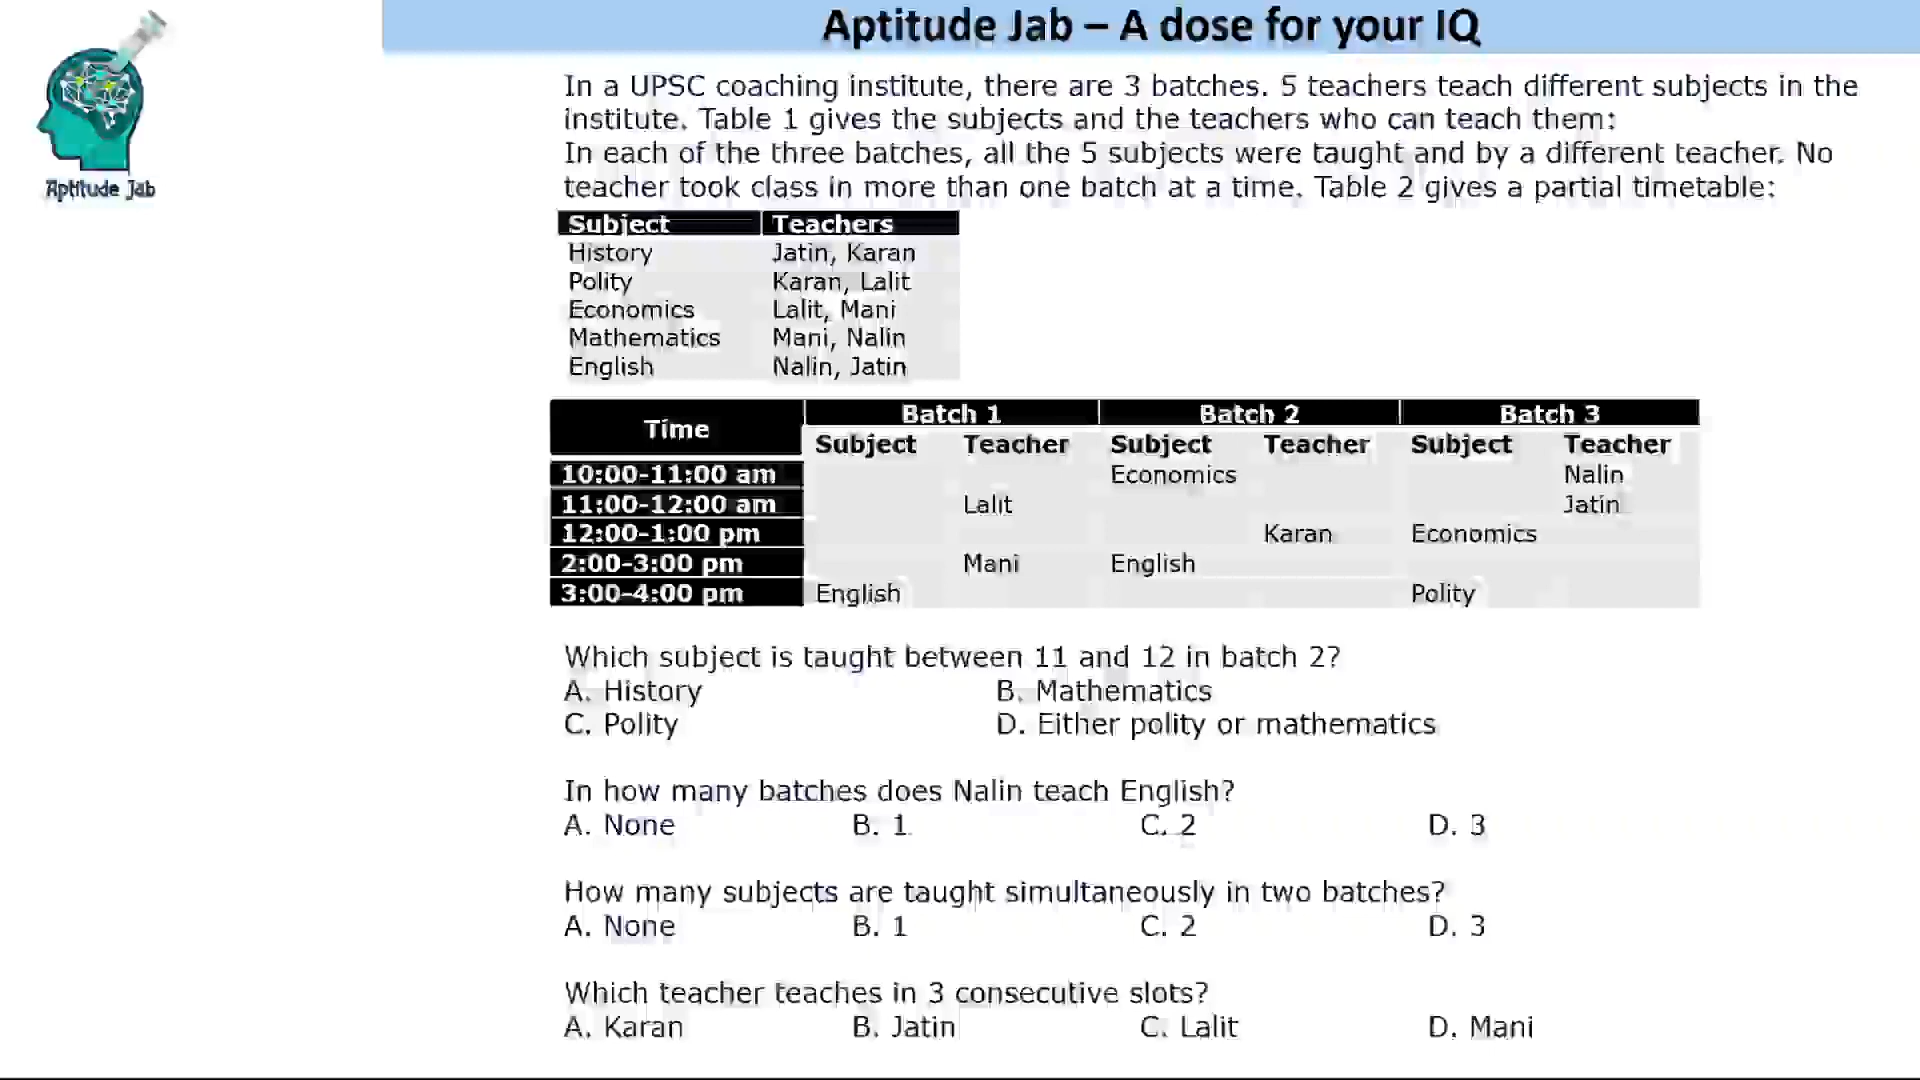 Aptitude Jab – A dose for your IQ
Aptitude Jab
In a UPSC coaching institute, there are 3 batches. 5 teachers teach different subjects in the
institute. Table 1 gives the subjects and the teachers who can teach them:
In each of the three batches, all the 5 subjects were taught and by a different teacher. No
teacher took class in more than one batch at a time. Table 2 gives a partial timetable:
Subject Teachers
History Jatin, Karan
Polity Karan, Lalit
Economics Lalit, Mani
Mathematics Mani, Nalin
English Nalin, Jatin
Time Batch 1 Batch 2 Batch 3
Subject Teacher Subject Teacher Subject Teacher
10:00-11:00 am Economics Nalin
11:00-12:00 am Lalit Jatin
12:00-1:00 pm Karan Economics
2:00-3:00 pm Mani English
3:00-4:00 pm English Polity
Which subject is taught between 11 and 12 in batch 2?
A. History B. Mathematics
C. Polity D. Either polity or mathematics
In how many batches does Nalin teach English?
A. None B. 1 C. 2 D. 3
How many subjects are taught simultaneously in two batches?
A. None B. 1 C. 2 D. 3
Which teacher teaches in 3 consecutive slots?
A. Karan B. Jatin C. Lalit D. Mani